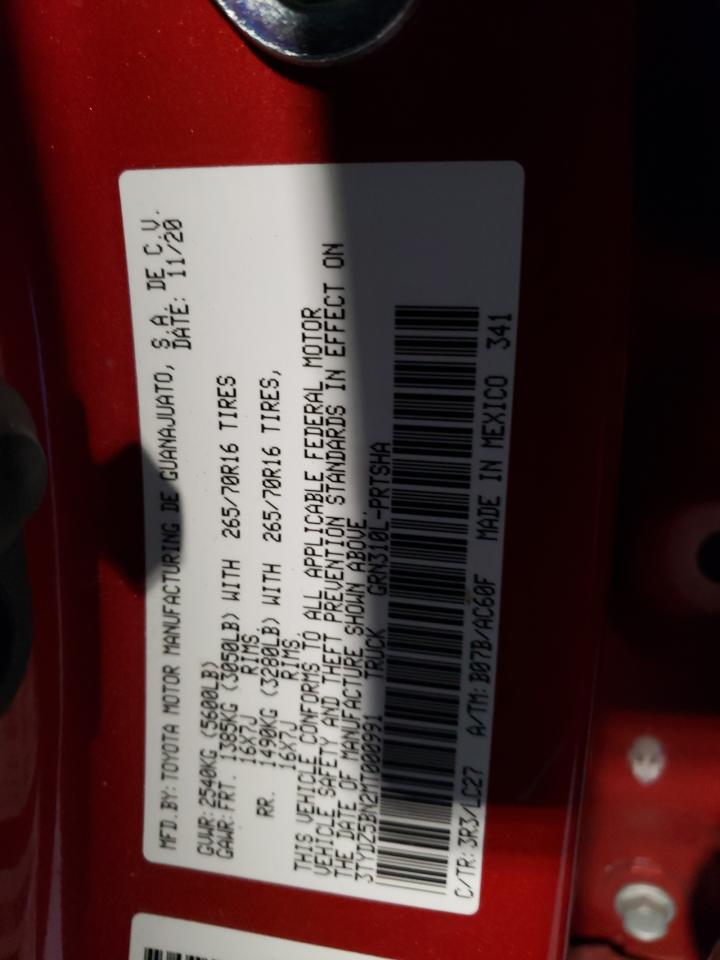 MFD.BY: TOYOTA MOTOR MANUFACTURING DE GUANAJUATO, S.A. DE C.V.
DATE: 11/20
GVWR: 2540KG (5600LB)
GAWR: FRT. 1385KG (3050LB) WITH 265/70R16 TIRES
16X7J RIMS.
RR. 1490KG (3280LB) WITH 265/70R16 TIRES,
16X7J RIMS.
THIS VEHICLE CONFORMS TO ALL APPLICABLE FEDERAL MOTOR
VEHICLE SAFETY AND THEFT PREVENTION STANDARDS IN EFFECT ON
THE DATE OF MANUFACTURE SHOWN ABOVE.
3TYDZ5BN2MT000991 TRUCK GRN310L-PRTSHA
C/TR: 3R3/LC27 A/TM: B07B/AC60F MADE IN MEXICO 341